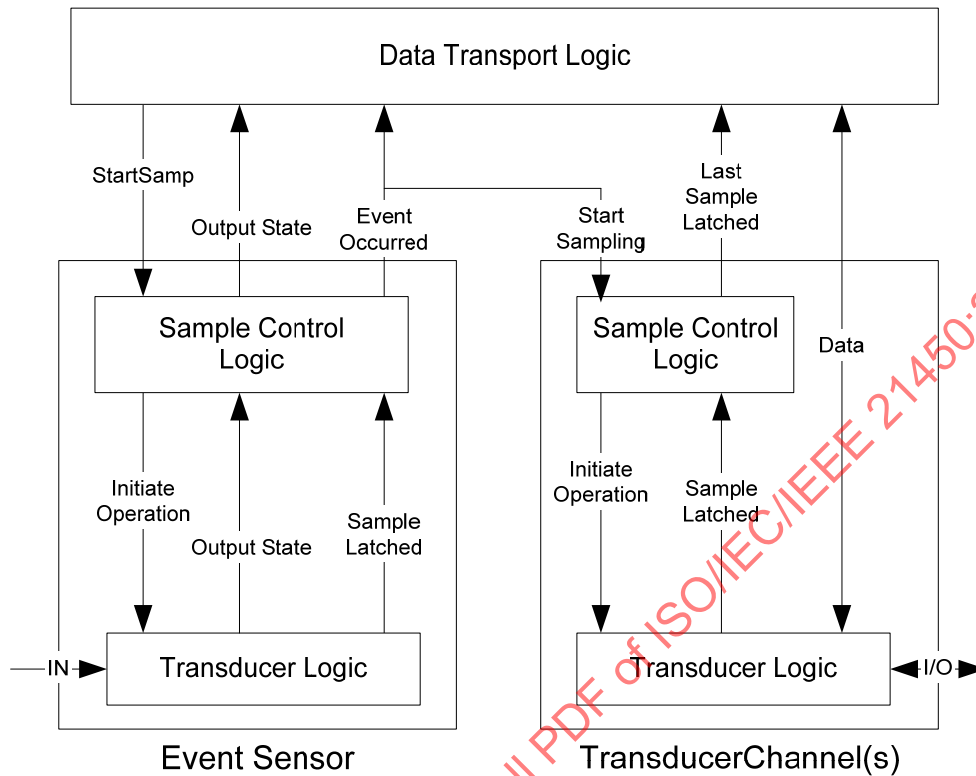 Data Transport Logic
StartSamp
Output State
Event
Occurred
Start
Sampling
Last
Sample
Latched
Sample Control
Logic
Sample Control
Logic
Data
Initiate
Operation
Output State
Sample
Latched
Initiate
Operation
Sample
Latched
IN
Transducer Logic
Transducer Logic
I/O
Event Sensor
TransducerChannel(s)
PDF of ISO/IEC/IEEE 21450: